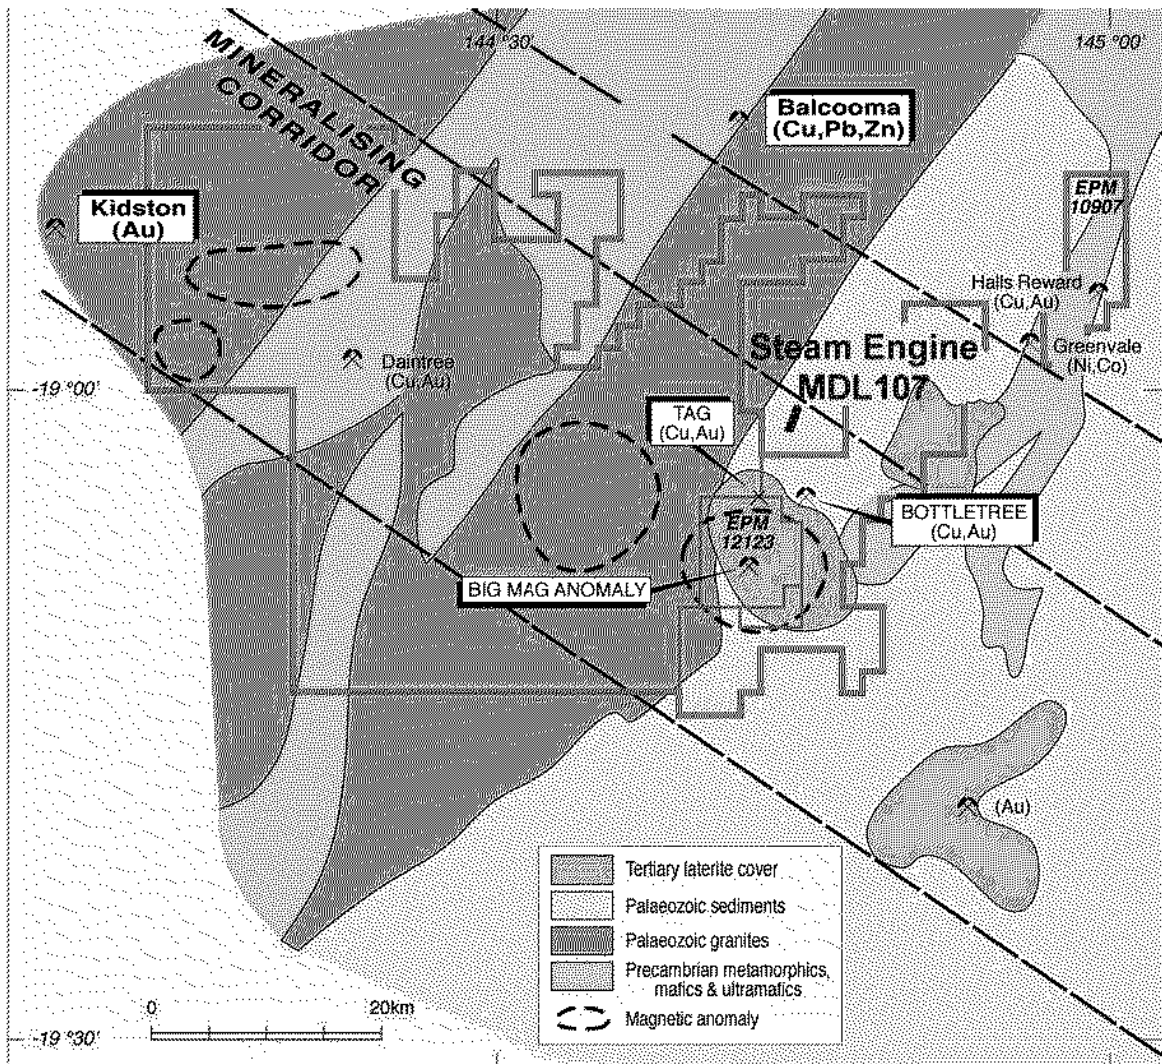 144 °30'
145 °00'
MINERALISING
CORRIDOR
Balcooma
(Cu,Pb,Zn)
EPM
10907
Kidston
(Au)
Halls Reward
(Cu,Au)
Daintree
(Cu,Au)
Steam Engine
MDL107
Greenvale
(Ni,Co)
-19 °00'
TAG
(Cu,Au)
BOTTLETREE
(Cu,Au)
EPM
12123
BIG MAG ANOMALY
(Au)
Tertiary laterite cover
Palaeozoic sediments
Palaeozoic granites
Precambrian metamorphics,
mafics & ultramafics
Magnetic anomaly
0
20km
-19 °30'